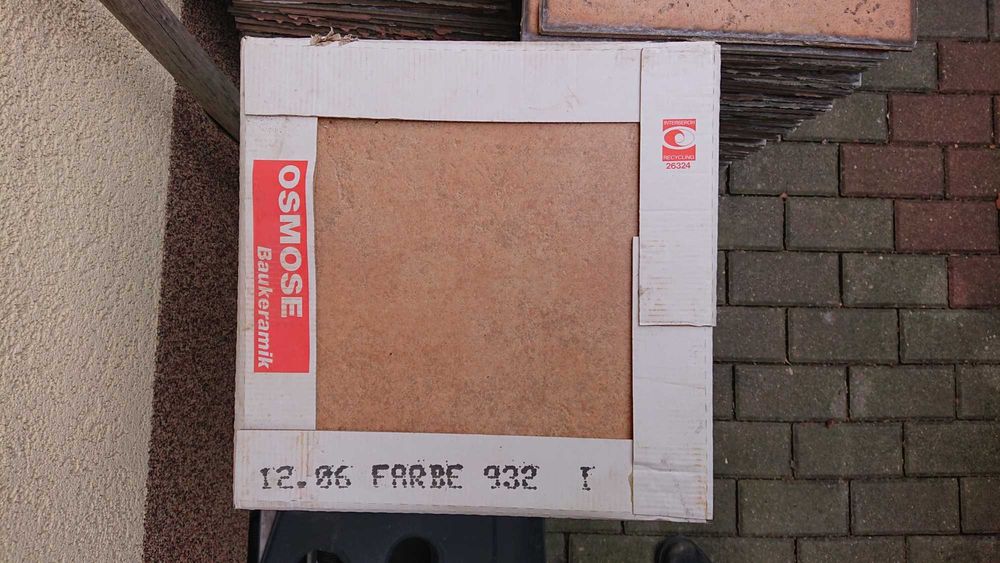 OSMOSE
Baukeramik
INTERSEROH
RECYCLING
26324
12.06 FARBE 932 I